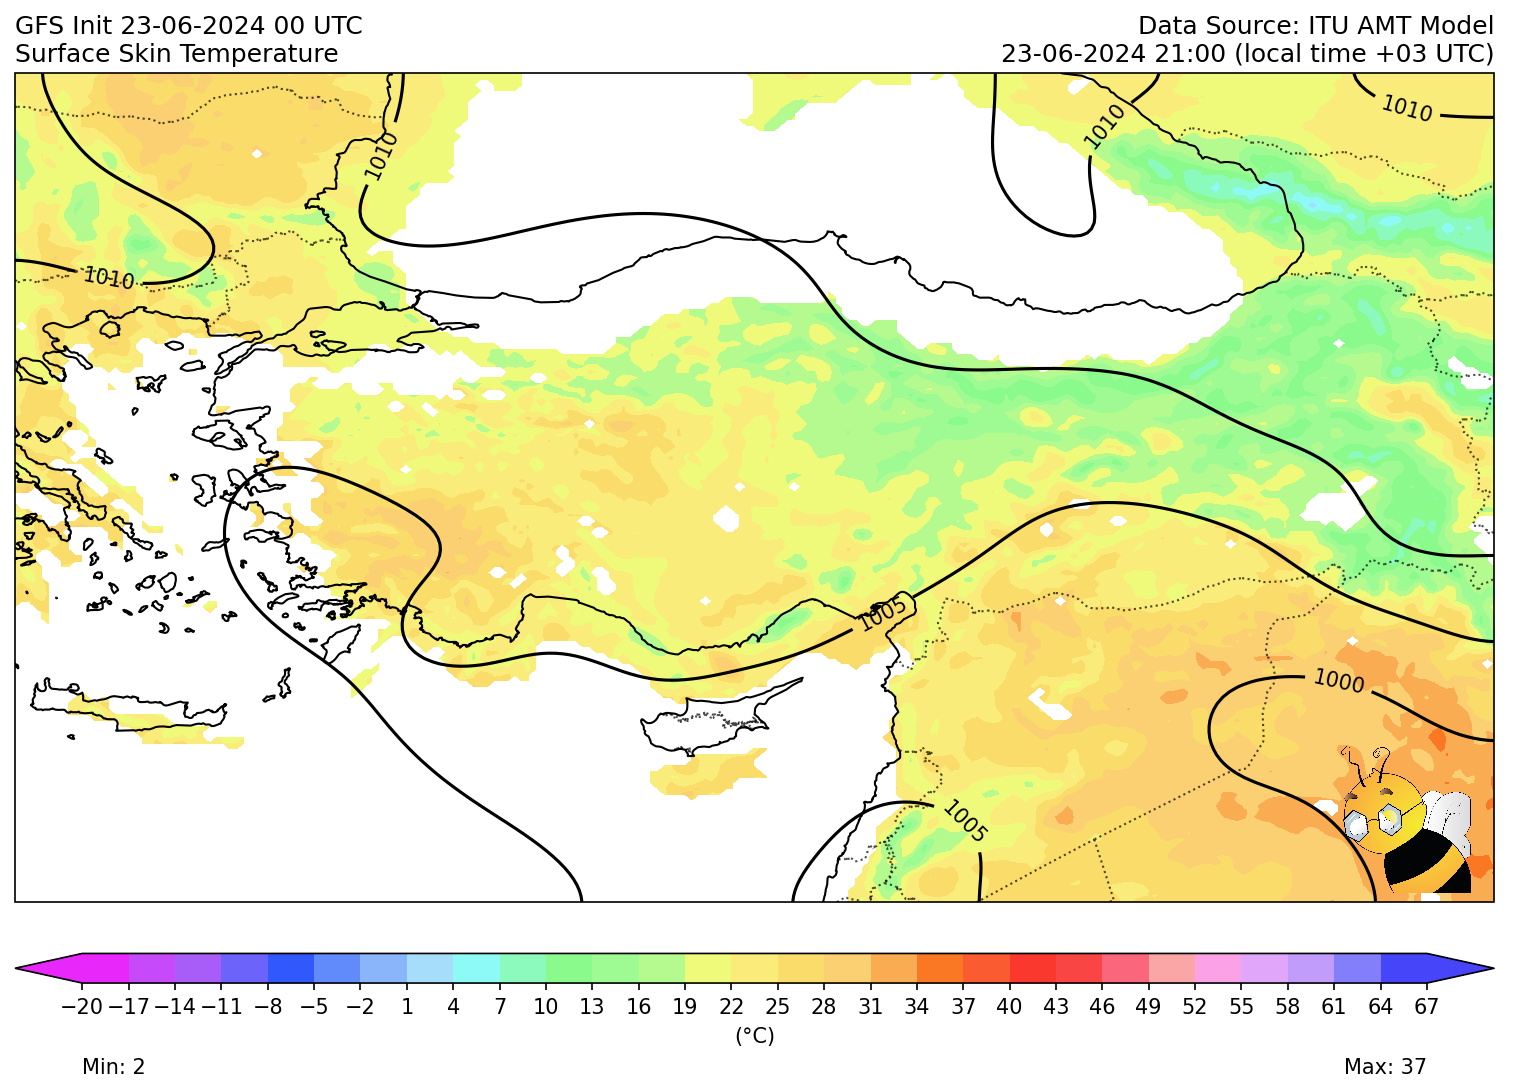 GFS Init 23-06-2024 00 UTC
Surface Skin Temperature
Data Source: ITU AMT Model
23-06-2024 21:00 (local time +03 UTC)
1010
1010
1010
1010
1005
1000
1005
−20 −17 −14 −11 −8 −5 −2 1 4 7 10 13 16 19 22 25 28 31 34 37 40 43 46 49 52 55 58 61 64 67
(°C)
Min: 2
Max: 37